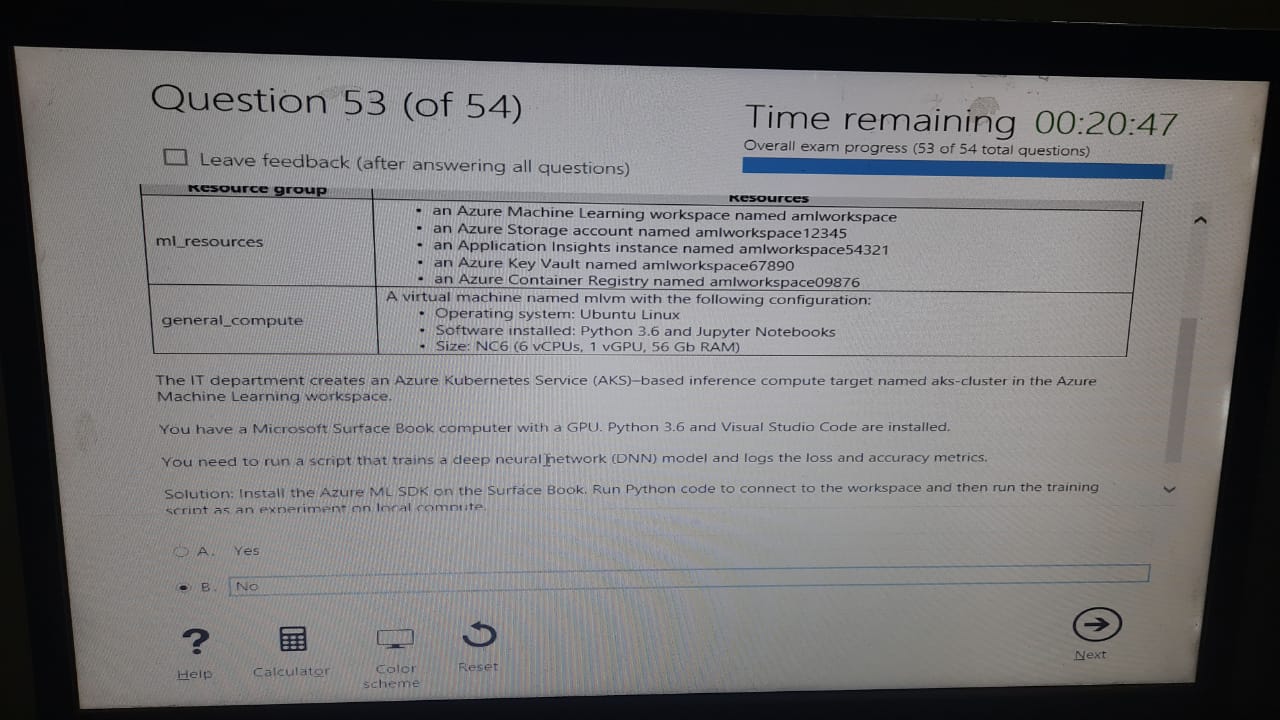 Question 53 (of 54)
Time remaining 00:20:47
Leave feedback (after answering all questions)
Overall exam progress (53 of 54 total questions)
Resource group Resources
ml_resources
• an Azure Machine Learning workspace named amlworkspace
• an Azure Storage account named amlworkspace12345
• an Application Insights instance named amlworkspace54321
• an Azure Key Vault named amlworkspace67890
• an Azure Container Registry named amlworkspace09876
general_compute
A virtual machine named mlvm with the following configuration:
• Operating system: Ubuntu Linux
• Software installed: Python 3.6 and Jupyter Notebooks
• Size: NC6 (6 vCPUs, 1 vGPU, 56 Gb RAM)
The IT department creates an Azure Kubernetes Service (AKS)–based inference compute target named aks-cluster in the Azure
Machine Learning workspace.
You have a Microsoft Surface Book computer with a GPU. Python 3.6 and Visual Studio Code are installed.
You need to run a script that trains a deep neural network (DNN) model and logs the loss and accuracy metrics.
Solution: Install the Azure ML SDK on the Surface Book. Run Python code to connect to the workspace and then run the training
script as an experiment on local compute.
A. Yes
B. No
Help
Calculator
Color
scheme
Reset
Next